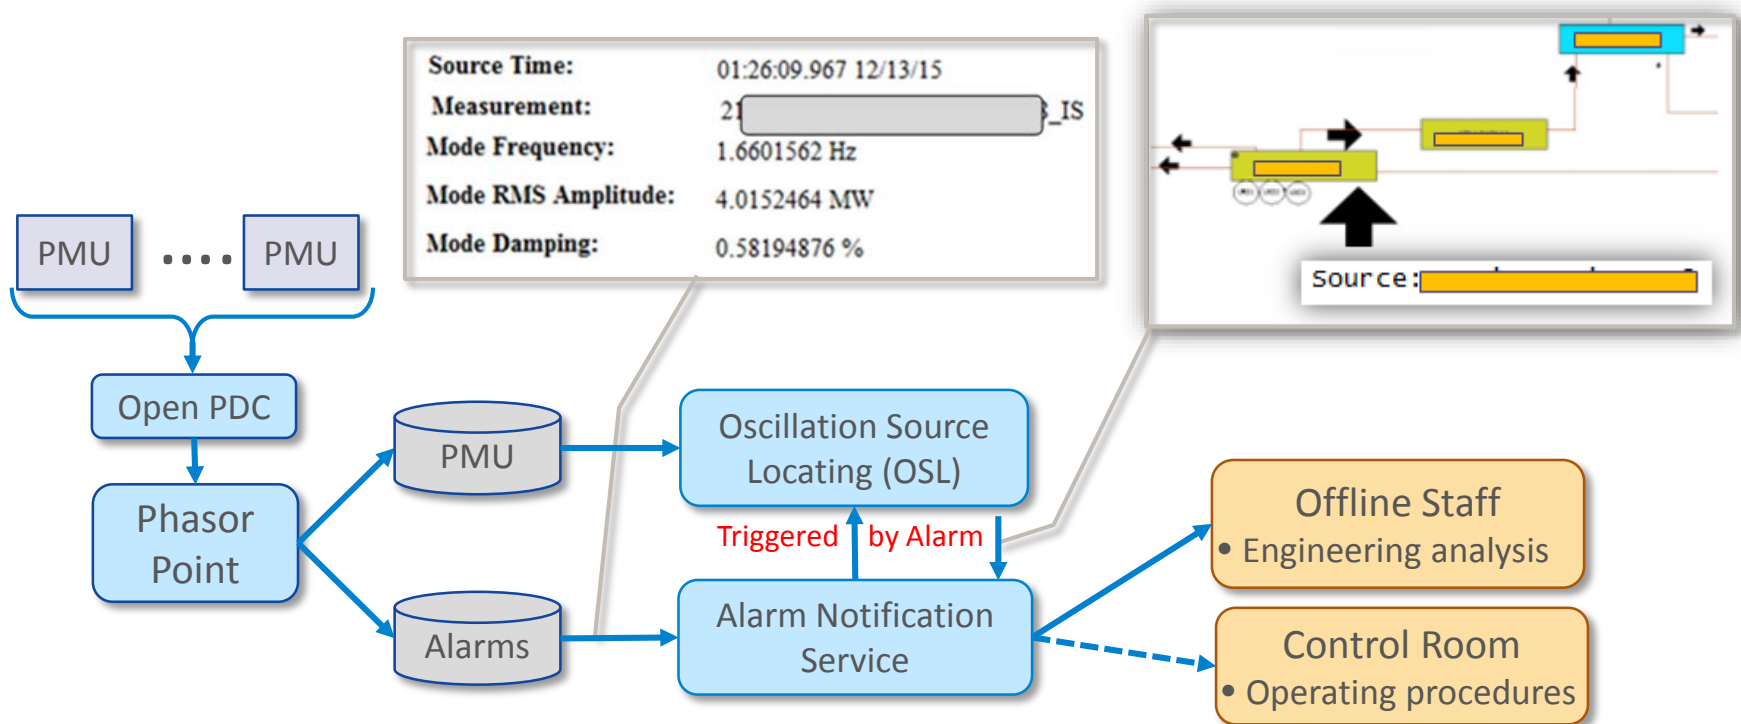 Source Time: 01:26:09.967 12/13/15
Measurement: 21 _IS
Mode Frequency: 1.6601562 Hz
Mode RMS Amplitude: 4.0152464 MW
Mode Damping: 0.58194876 %
Source:
PMU .... PMU
Open PDC
Phasor
Point
PMU
Alarms
Oscillation Source
Locating (OSL)
Triggered by Alarm
Alarm Notification
Service
Offline Staff
• Engineering analysis
Control Room
• Operating procedures